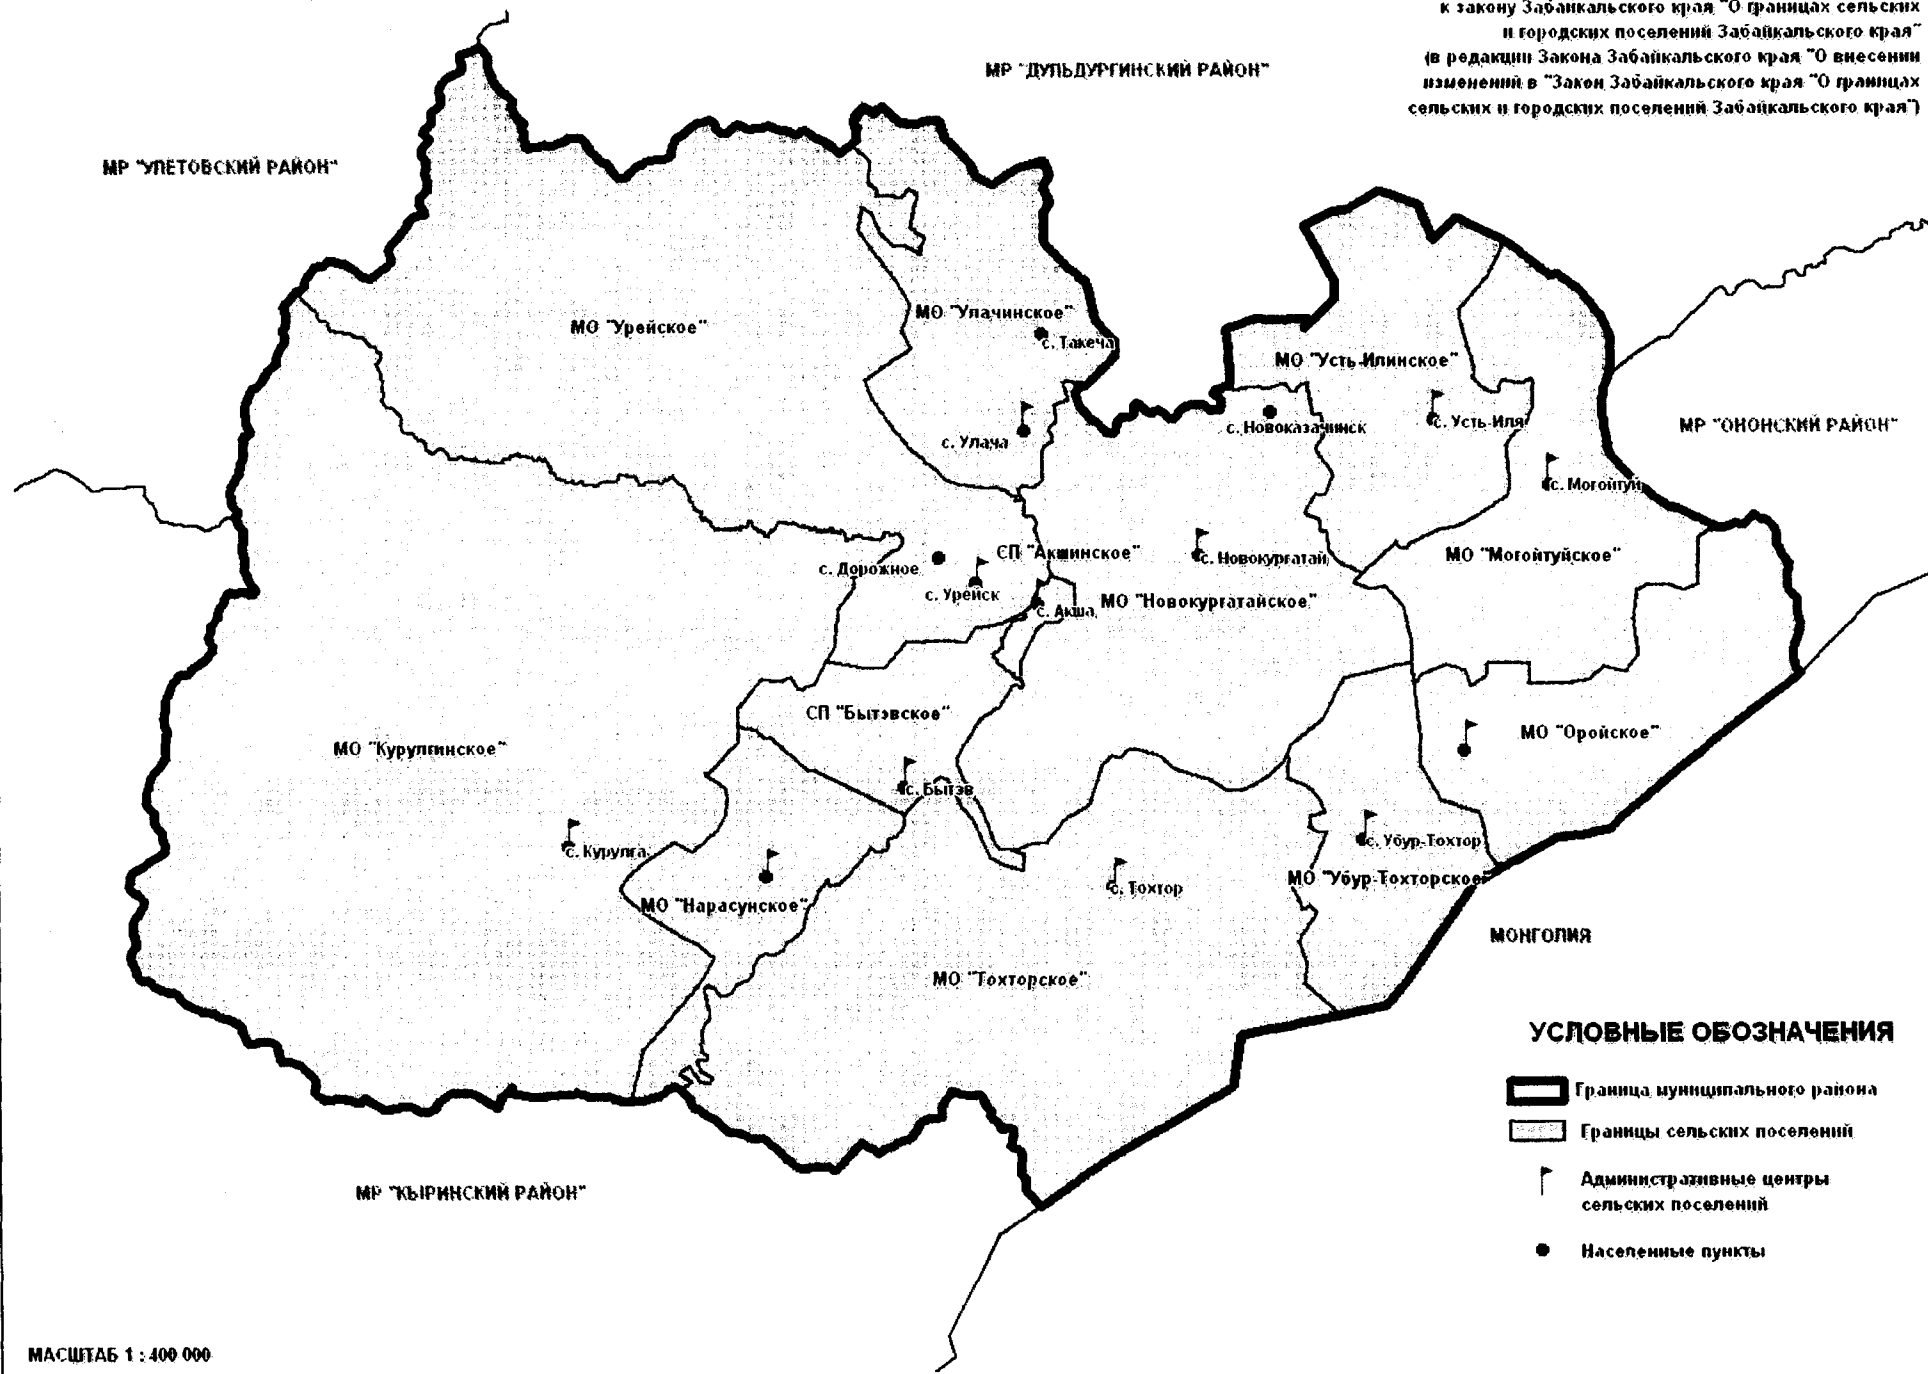 к закону Забайкальского края "О границах сельских
и городских поселений Забайкальского края"
(в редакции Закона Забайкальского края "О внесении
изменений в "Закон Забайкальского края "О границах
сельских и городских поселений Забайкальского края")
МР "ДУЛЬДУРГИНСКИЙ РАЙОН"
МР "УЛЕТОВСКИЙ РАЙОН"
МО "Урейское"
МО "Улачинское"
с. Такеча
МО "Усть-Илинское"
с. Улача
с. Новоказачинск
с. Усть-Иля
МР "ОНОНСКИЙ РАЙОН"
с. Могойтуй
СП "Акшинское"
с. Новокургатай
МО "Могойтуйское"
с. Дорожное
с. Урейск
с. Акша
МО "Новокургатайское"
СП "Бытэвское"
МО "Оройское"
МО "Курулгинское"
с. Бытэв
с. Курулга
с. Убур-Тохтор
МО "Убур-Тохторское"
с. Тохтор
МО "Нарасунское"
МОНГОЛИЯ
МО "Тохторское"
УСЛОВНЫЕ ОБОЗНАЧЕНИЯ
Граница муниципального района
Границы сельских поселений
Административные центры
сельских поселений
Населенные пункты
МР "КЫРИНСКИЙ РАЙОН"
МАСШТАБ 1 : 400 000